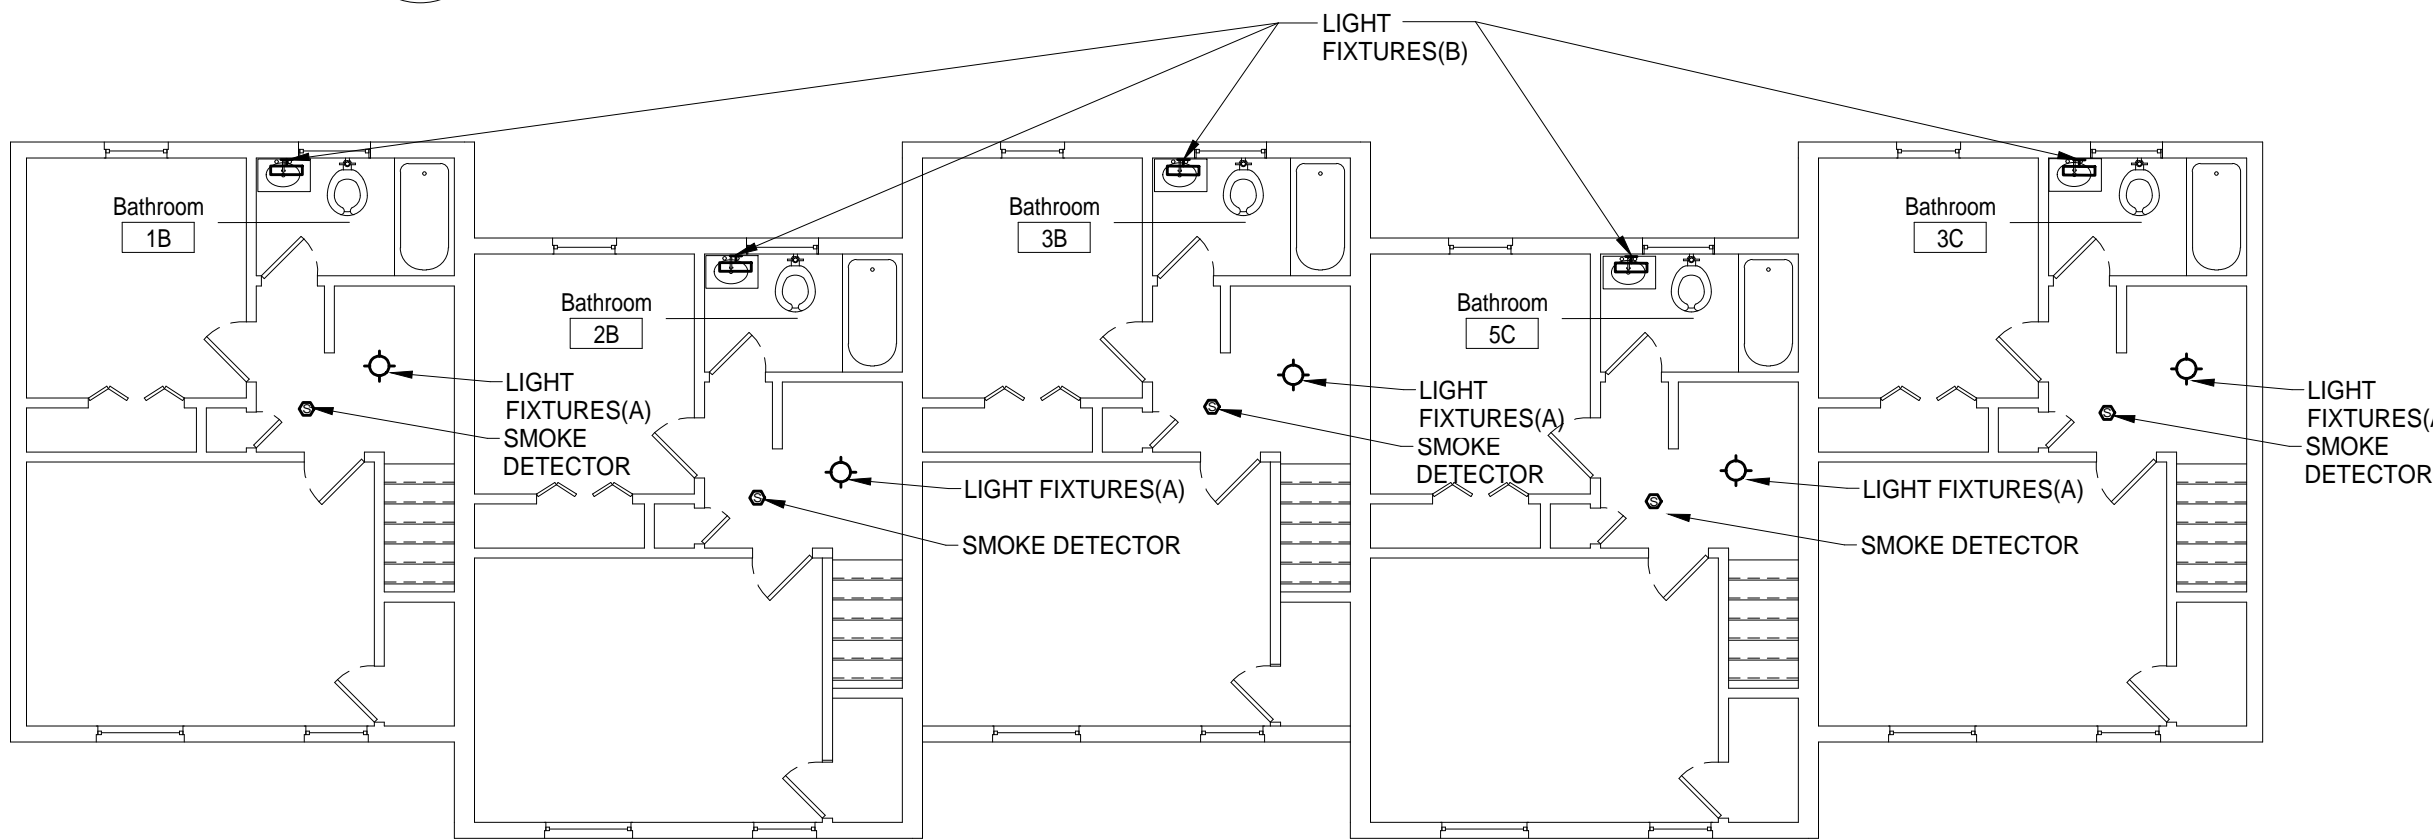 LIGHT
FIXTURES(B)
Bathroom
1B
Bathroom
3B
Bathroom
3C
Bathroom
2B
Bathroom
5C
LIGHT
FIXTURES(A)
SMOKE
DETECTOR
S
LIGHT FIXTURES(A)
SMOKE DETECTOR
S
LIGHT
FIXTURES(A)
SMOKE
DETECTOR
S
LIGHT FIXTURES(A)
SMOKE DETECTOR
S
LIGHT
FIXTURES(A
SMOKE
DETECTOR
S